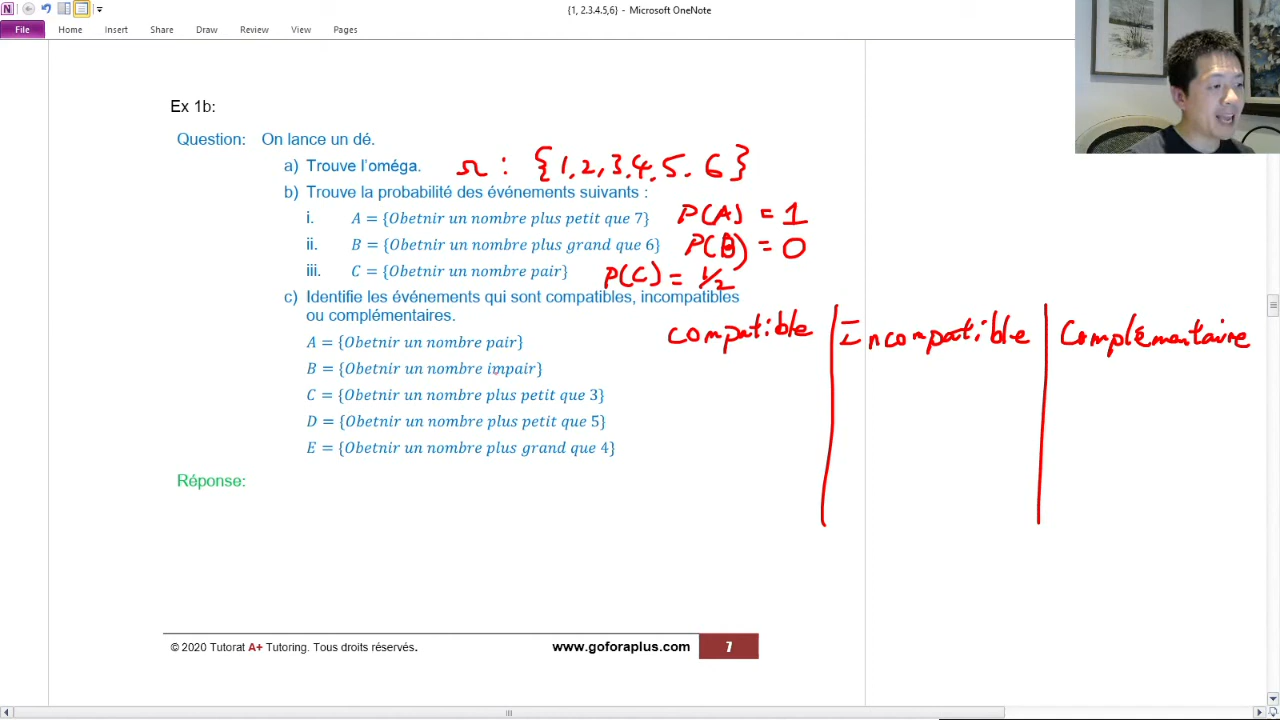 {1, 2.3.4.5,6} - Microsoft OneNote
File Home Insert Share Draw Review View Pages
Ex 1b:
Question: On lance un dé.
a) Trouve l'oméga. Ω : {1.2,3.4.5.6}
b) Trouve la probabilité des événements suivants :
i. A = {Obetnir un nombre plus petit que 7} P(A) = 1
ii. B = {Obetnir un nombre plus grand que 6} P(B) = 0
iii. C = {Obetnir un nombre pair} P(C) = 1/2
c) Identifie les événements qui sont compatibles, incompatibles
ou complémentaires.
compatible Incompatible Complémentaire
A = {Obetnir un nombre pair}
B = {Obetnir un nombre inpair}
C = {Obetnir un nombre plus petit que 3}
D = {Obetnir un nombre plus petit que 5}
E = {Obetnir un nombre plus grand que 4}
Réponse:
© 2020 Tutorat A+ Tutoring. Tous droits réservés. www.goforaplus.com 7